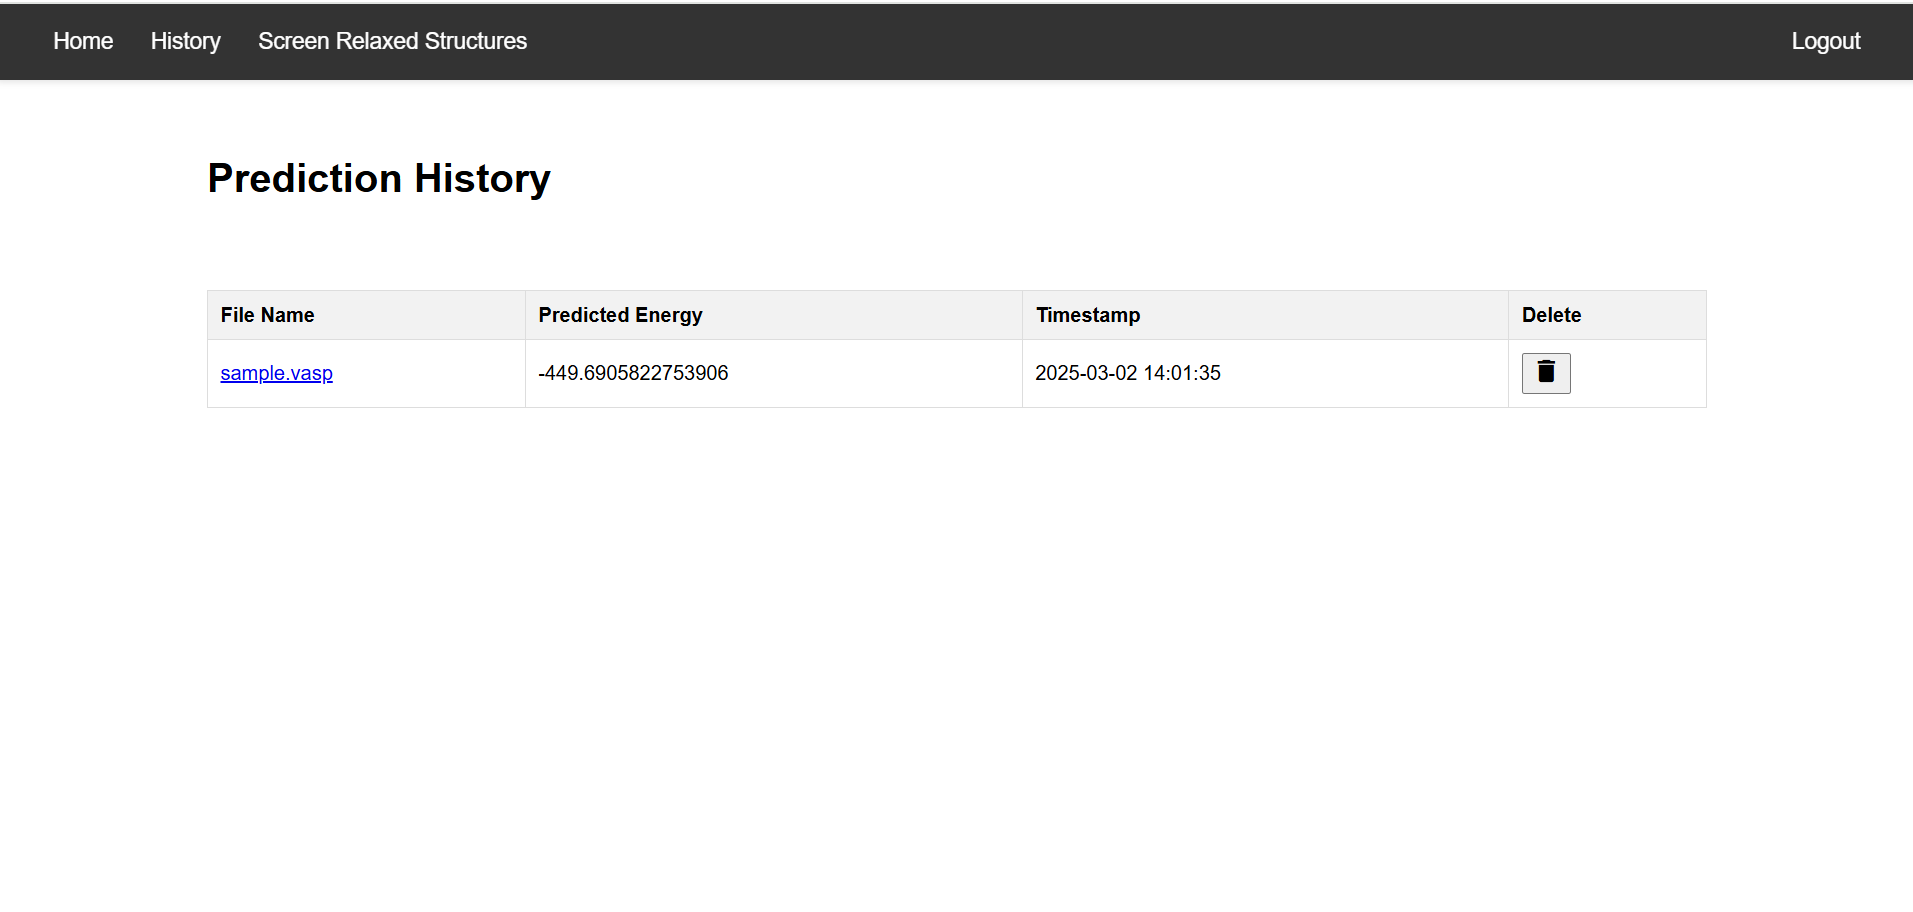 Home History Screen Relaxed Structures Logout
Prediction History
File Name Predicted Energy Timestamp Delete
sample.vasp -449.6905822753906 2025-03-02 14:01:35